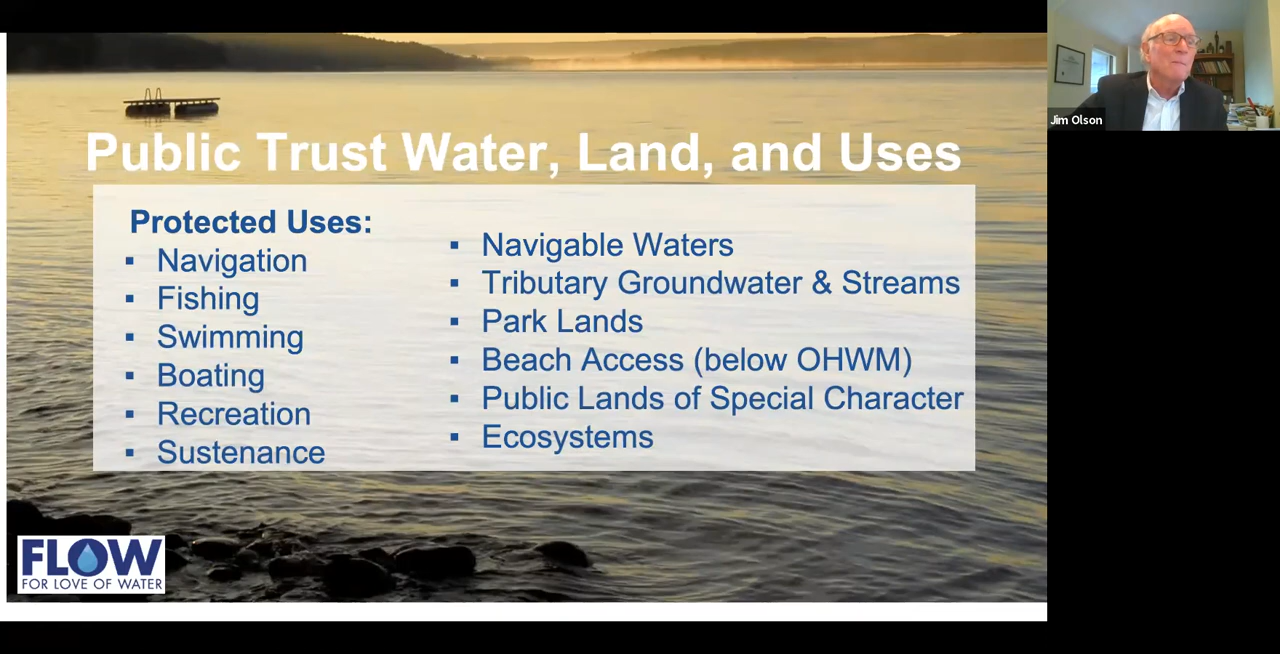 Public Trust Water, Land, and Uses
Protected Uses:
▪ Navigation
▪ Fishing
▪ Swimming
▪ Boating
▪ Recreation
▪ Sustenance
▪ Navigable Waters
▪ Tributary Groundwater & Streams
▪ Park Lands
▪ Beach Access (below OHWM)
▪ Public Lands of Special Character
▪ Ecosystems
FLOW
FOR LOVE OF WATER
Jim Olson